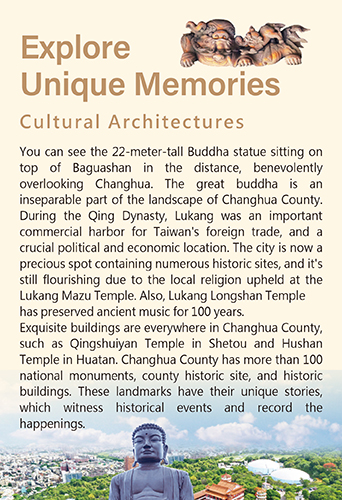 Explore
Unique Memories
Cultural Architectures
You can see the 22-meter-tall Buddha statue sitting on
top of Baguashan in the distance, benevolently
overlooking Changhua. The great buddha is an
inseparable part of the landscape of Changhua County.
During the Qing Dynasty, Lukang was an important
commercial harbor for Taiwan's foreign trade, and a
crucial political and economic location. The city is now a
precious spot containing numerous historic sites, and it's
still flourishing due to the local religion upheld at the
Lukang Mazu Temple. Also, Lukang Longshan Temple
has preserved ancient music for 100 years.
Exquisite buildings are everywhere in Changhua County,
such as Qingshuiyan Temple in Shetou and Hushan
Temple in Huatan. Changhua County has more than 100
national monuments, county historic site, and historic
buildings. These landmarks have their unique stories,
which witness historical events and record the
happenings.